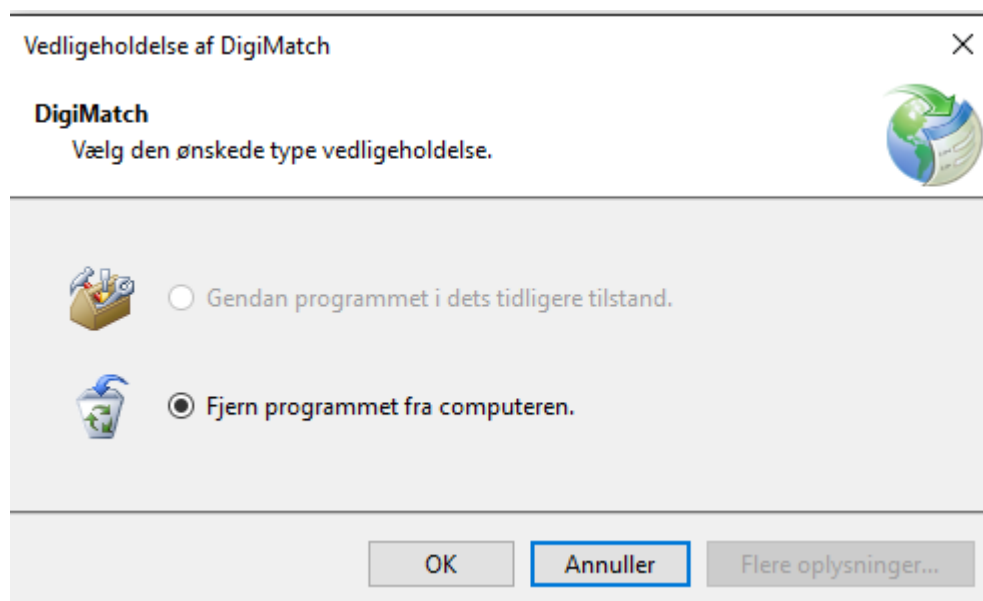 Vedligeholdelse af DigiMatch
DigiMatch
Vælg den ønskede type vedligeholdelse.
Gendan programmet i dets tidligere tilstand.
Fjern programmet fra computeren.
OK
Annuller
Flere oplysninger...